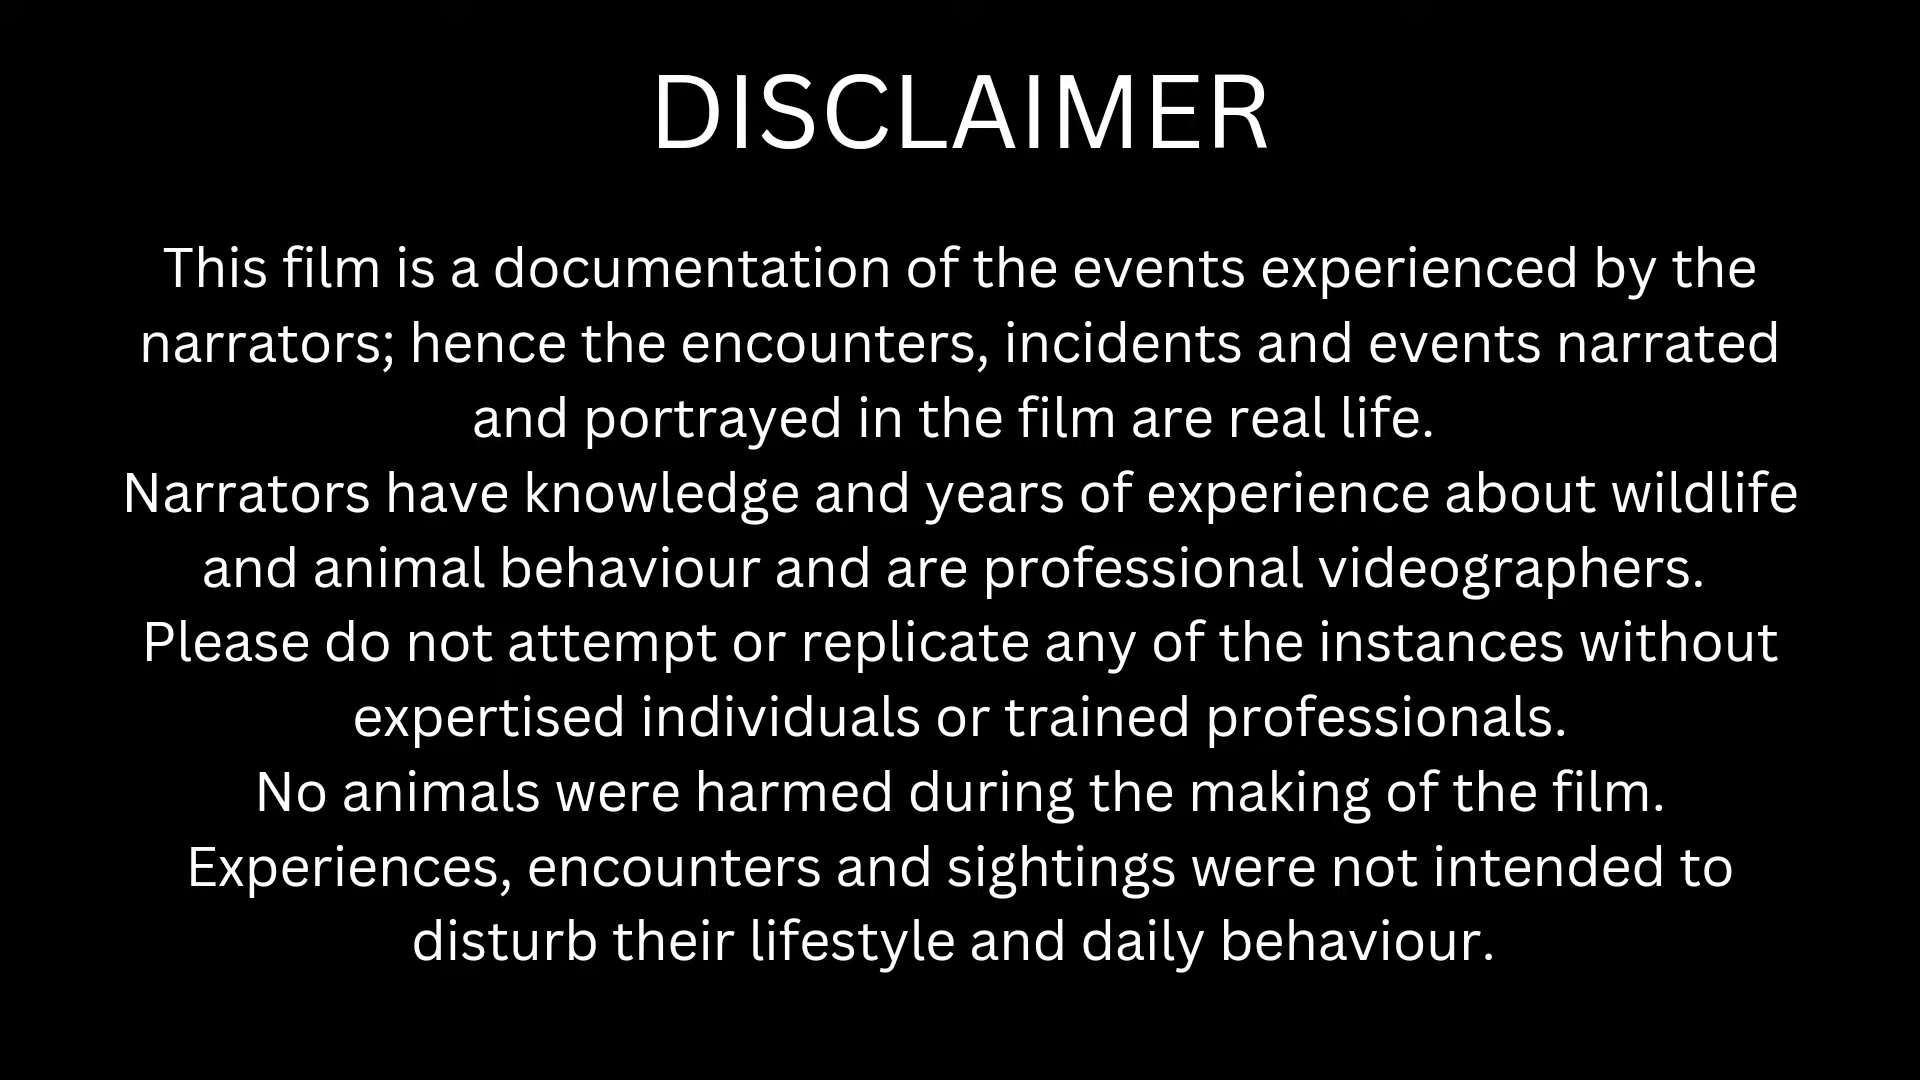 DISCLAIMER
This film is a documentation of the events experienced by the
narrators; hence the encounters, incidents and events narrated
and portrayed in the film are real life.
Narrators have knowledge and years of experience about wildlife
and animal behaviour and are professional videographers.
Please do not attempt or replicate any of the instances without
expertised individuals or trained professionals.
No animals were harmed during the making of the film.
Experiences, encounters and sightings were not intended to
disturb their lifestyle and daily behaviour.